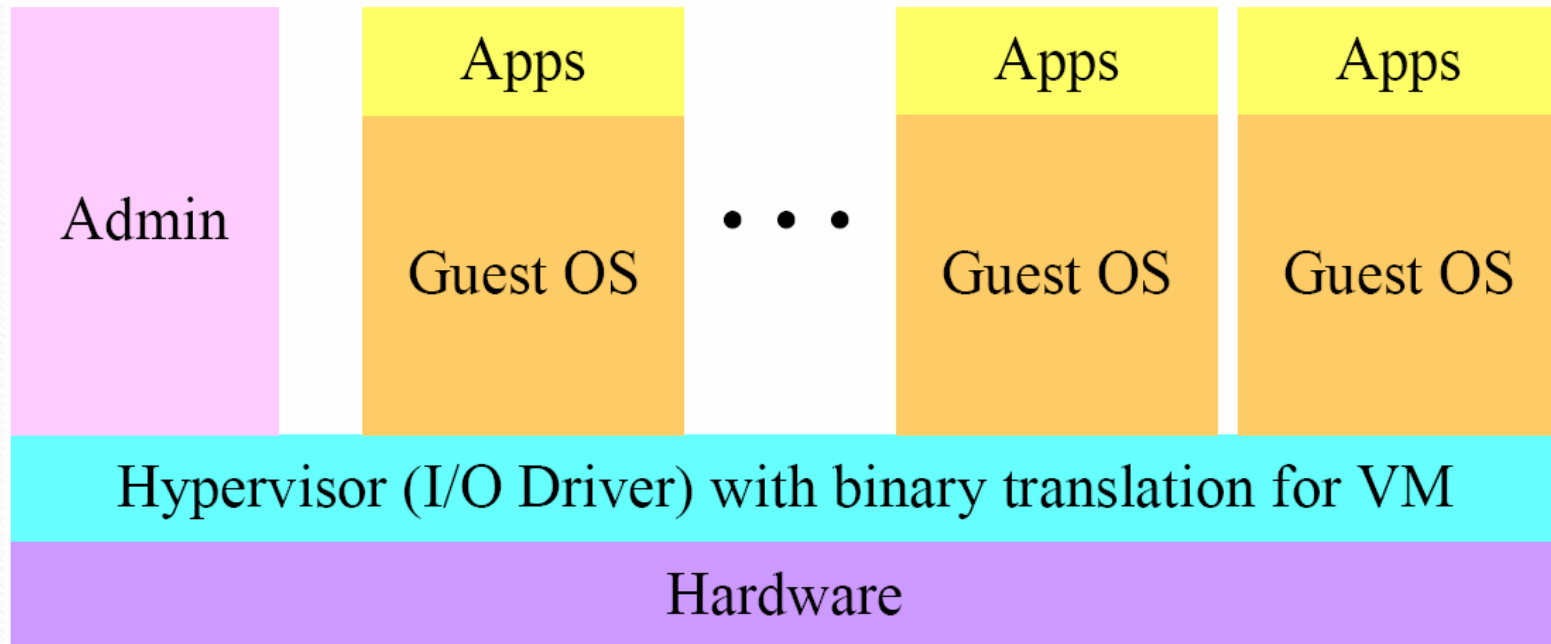 Apps
Apps
Apps
Admin
Guest OS
• • •
Guest OS
Guest OS
Hypervisor (I/O Driver) with binary translation for VM
Hardware